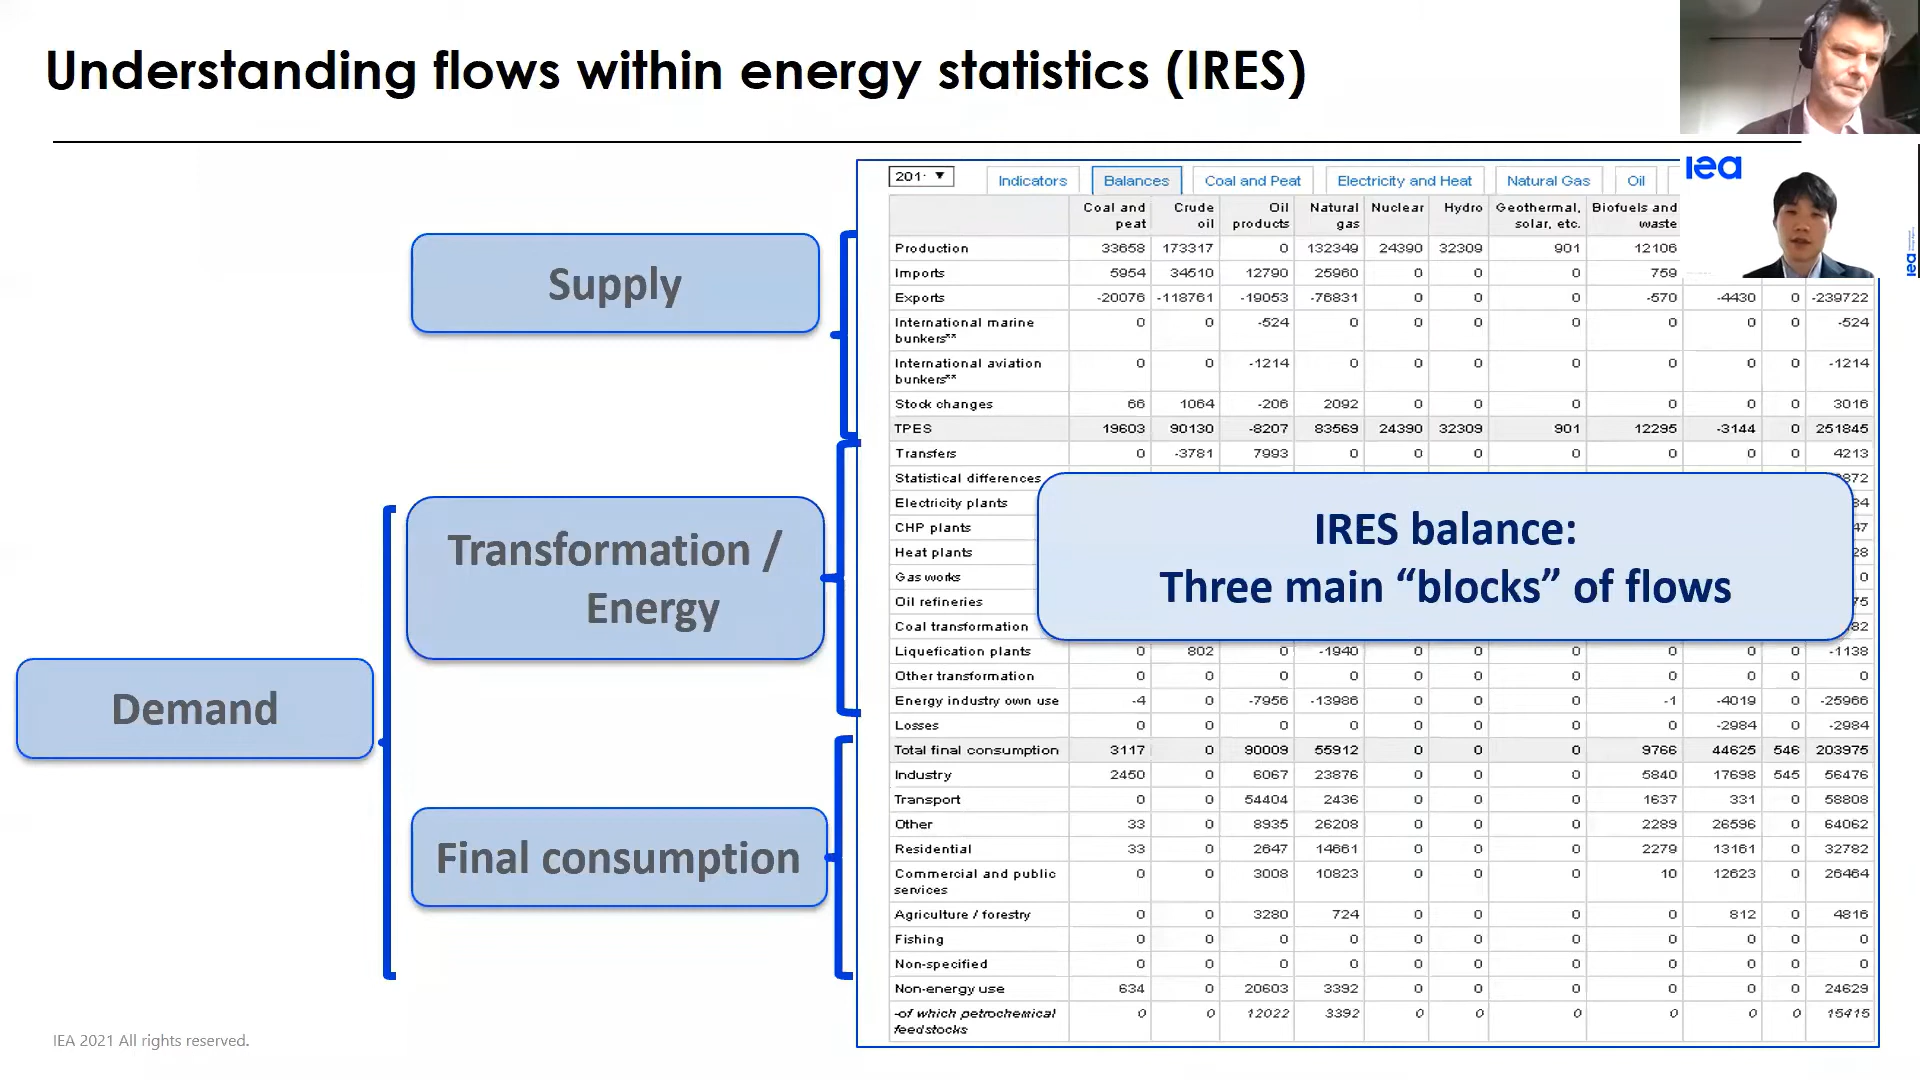 Understanding flows within energy statistics (IRES)
iea
Supply
Transformation /
Energy
Demand
Final consumption
IEA 2021 All rights reserved.
Indicators Balances Coal and Peat Electricity and Heat Natural Gas Oil
Coal and peat Crude oil Oil products Natural gas Nuclear Hydro Geothermal, solar, etc. Biofuels and waste
Production 33658 173317 0 132349 24390 32309 901 12106
Imports 5954 34510 12790 25960 0 0 0 759
Exports -20076 -118761 -19053 -76831 0 0 0 -570 -4430 0 -239722
International marine bunkers** 0 0 -524 0 0 0 0 0 0 0 -524
International aviation bunkers** 0 0 -1214 0 0 0 0 0 0 0 -1214
Stock changes 66 1064 -206 2092 0 0 0 0 0 0 3016
TPES 19603 90130 -8207 83569 24390 32309 901 12295 -3144 0 251845
Transfers 0 -3781 7993 0 0 0 0 0 0 0 4213
Statistical differences
Electricity plants
CHP plants
Heat plants
Gas works
Oil refineries
Coal transformation
IRES balance:
Three main “blocks” of flows
Liquefication plants 0 802 0 -1940 0 0 0 0 0 0 -1138
Other transformation 0 0 0 0 0 0 0 0 0 0 0
Energy industry own use -4 0 -7956 -13986 0 0 0 -1 -4019 0 -25966
Losses 0 0 0 0 0 0 0 0 -2984 0 -2984
Total final consumption 3117 0 90009 55912 0 0 0 9766 44625 546 203975
Industry 2450 0 6067 23876 0 0 0 5840 17698 545 56476
Transport 0 0 54404 2436 0 0 0 1637 331 0 58808
Other 33 0 8935 26208 0 0 0 2289 26596 0 64062
Residential 33 0 2647 14661 0 0 0 2279 13161 0 32782
Commercial and public services 0 0 3008 10823 0 0 0 10 12623 0 26464
Agriculture / forestry 0 0 3280 724 0 0 0 0 812 0 4816
Fishing 0 0 0 0 0 0 0 0 0 0 0
Non-specified 0 0 0 0 0 0 0 0 0 0 0
Non-energy use 634 0 20603 3392 0 0 0 0 0 0 24629
-of which petrochemical feedstocks 0 0 12022 3392 0 0 0 0 0 0 15415